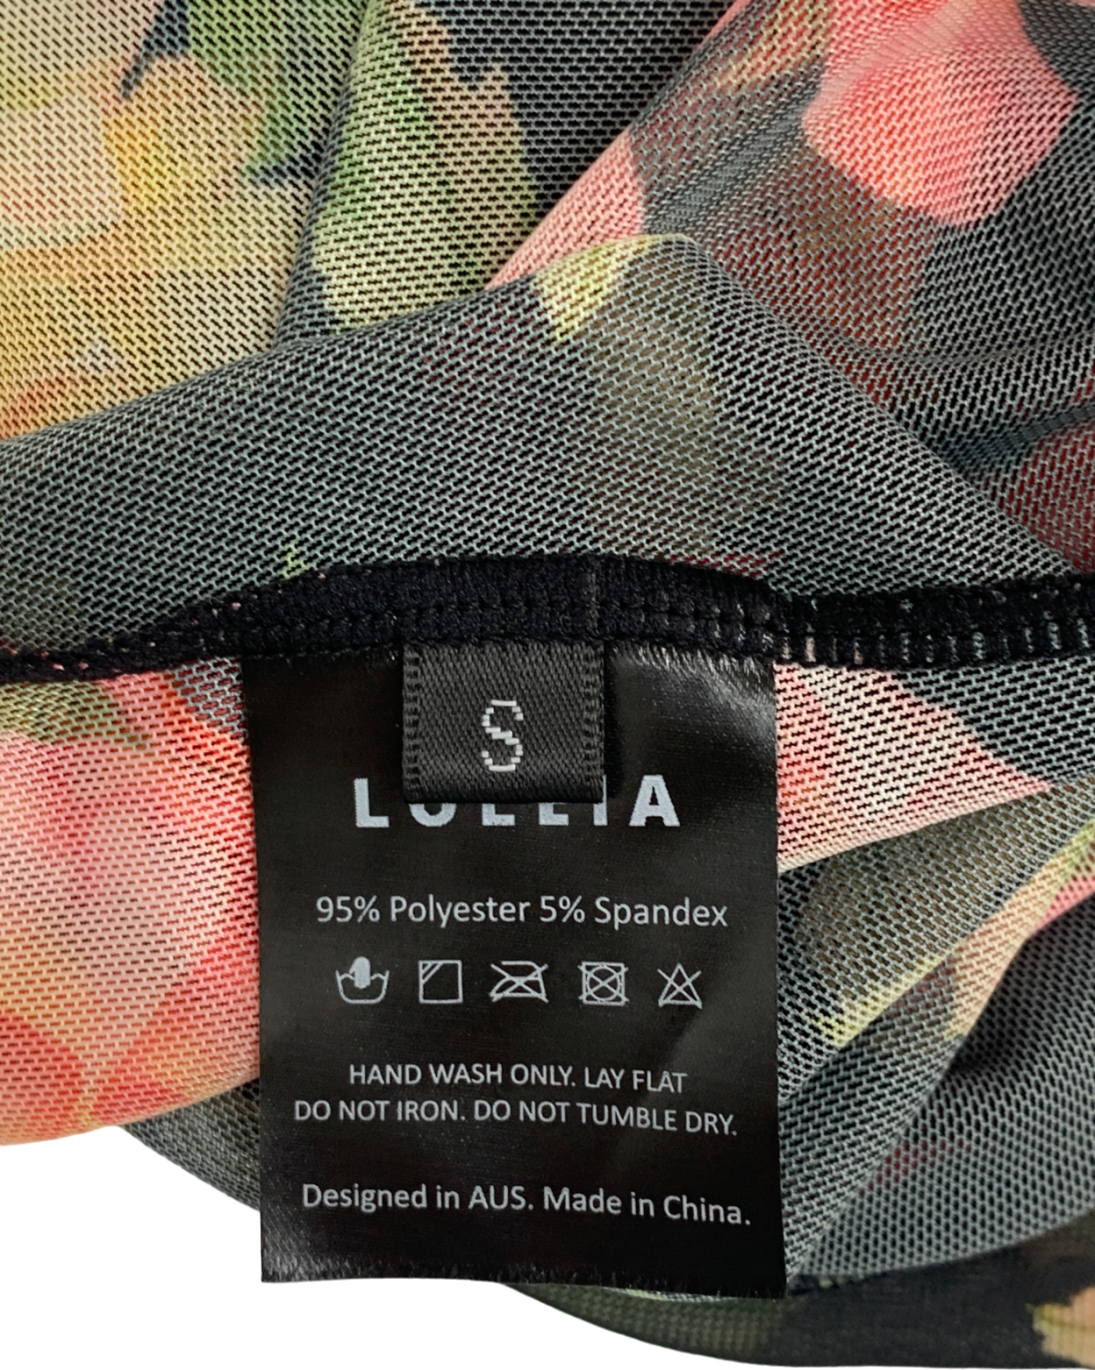 S
95% Polyester 5% Spandex
HAND WASH ONLY. LAY FLAT
DO NOT IRON. DO NOT TUMBLE DRY.
Designed in AUS. Made in China.